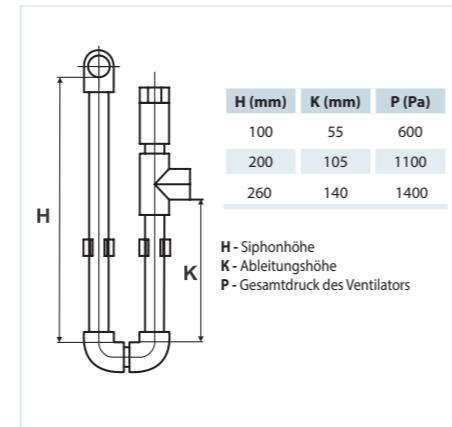 H (mm) K (mm) P (Pa)
100 55 600
200 105 1100
260 140 1400
H
K
H - Siphonhöhe
K - Ableitungshöhe
P - Gesamtdruck des Ventilators